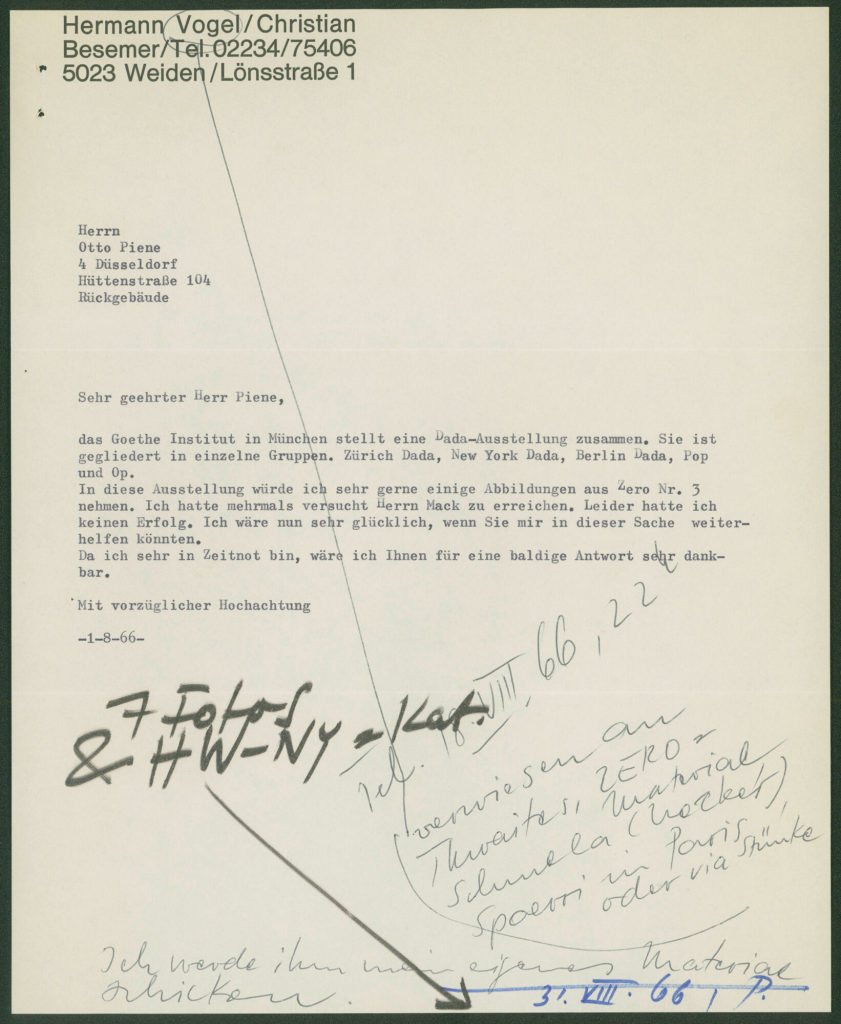 Hermann Vogel/Christian
Besemer/Tel. 02234/75406
5023 Weiden/Lönsstraße 1
Herrn
Otto Piene
4 Düsseldorf
Hüttenstraße 104
Rückgebäude
Sehr geehrter Herr Piene,
das Goethe Institut in München stellt eine Dada-Ausstellung zusammen. Sie ist
gegliedert in einzelne Gruppen. Zürich Dada, New York Dada, Berlin Dada, Pop
und Op.
In diese Ausstellung würde ich sehr gerne einige Abbildungen aus Zero Nr. 3
nehmen. Ich hatte mehrmals versucht Herrn Mack zu erreichen. Leider hatte ich
keinen Erfolg. Ich wäre nun sehr glücklich, wenn Sie mir in dieser Sache weiter-
helfen könnten.
Da ich sehr in Zeitnot bin, wäre ich Ihnen für eine baldige Antwort sehr dank-
bar.
Mit vorzüglicher Hochachtung
-1-8-66-
7 Fotos
& HW-NY = Kat.
Tel. 18. VIII. 66, 22 h
verwiesen an
Thwaites, ZERO =
Schmela, Material
(Hacker),
Spoerri in Paris,
oder via Stünke
Ich werde ihm mein eigenes Material
schicken.
31. VIII. 66, P.